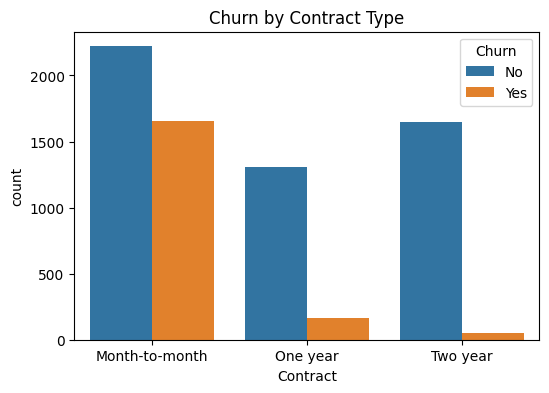 Churn by Contract Type
Churn
No
Yes
2000
1500
1000
500
0
count
Month-to-month
One year
Two year
Contract